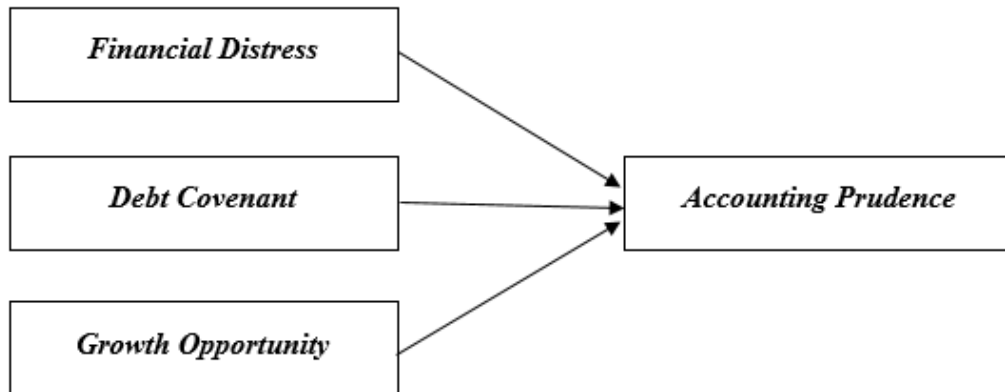 Financial Distress
Debt Covenant
Accounting Prudence
Growth Opportunity